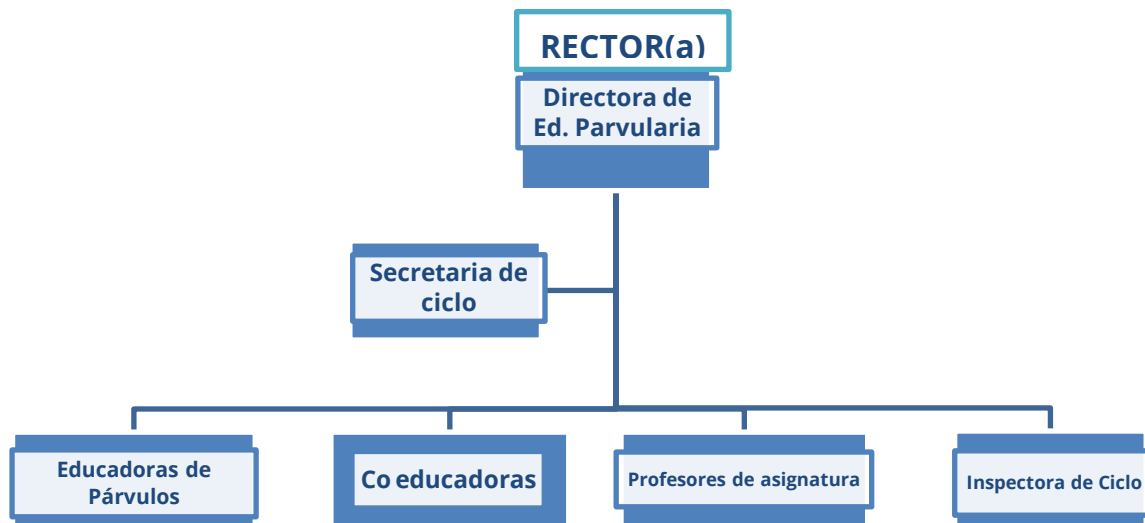 RECTOR(a)
Directora de
Ed. Parvularia
Secretaria de
ciclo
Educadoras de
Párvulos
Co educadoras
Profesores de asignatura
Inspectora de Ciclo